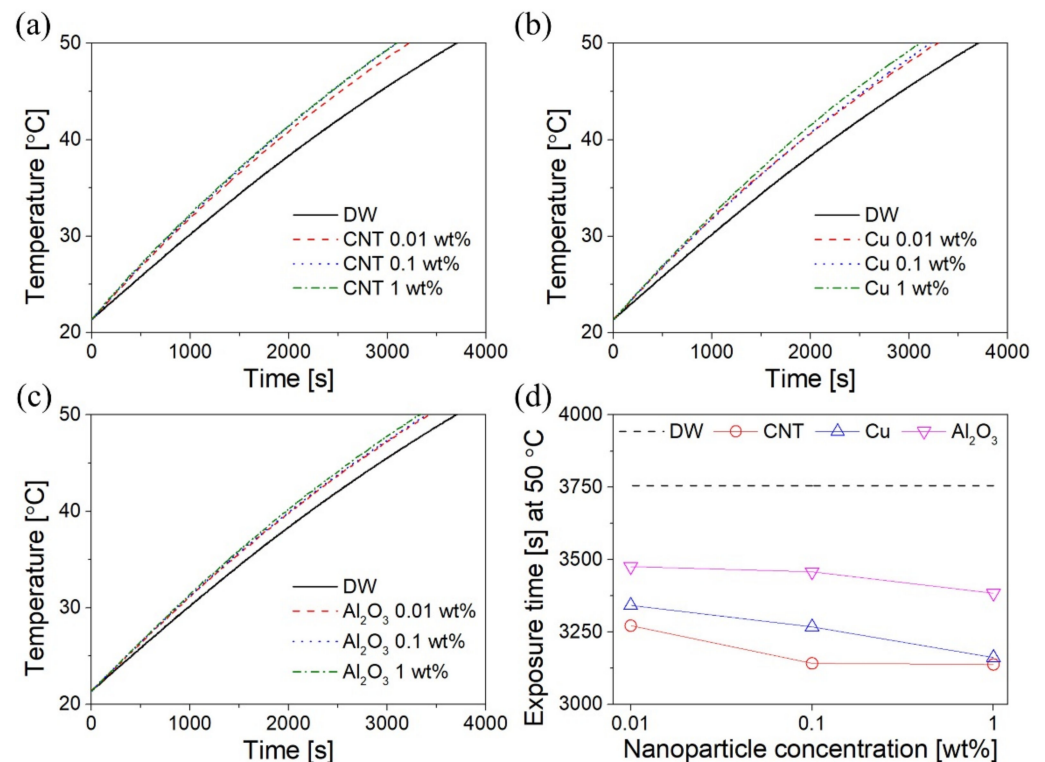 (a)
Temperature [°C]
50
40
30
20
DW
CNT 0.01 wt%
CNT 0.1 wt%
CNT 1 wt%
0 1000 2000 3000 4000
Time [s]
(b)
Temperature [°C]
50
40
30
20
DW
Cu 0.01 wt%
Cu 0.1 wt%
Cu 1 wt%
0 1000 2000 3000 4000
Time [s]
(c)
Temperature [°C]
50
40
30
20
DW
Al₂O₃ 0.01 wt%
Al₂O₃ 0.1 wt%
Al₂O₃ 1 wt%
0 1000 2000 3000 4000
Time [s]
(d)
Exposure time [s] at 50 °C
4000
3750
3500
3250
3000
DW CNT Cu Al₂O₃
0.01 0.1 1
Nanoparticle concentration [wt%]